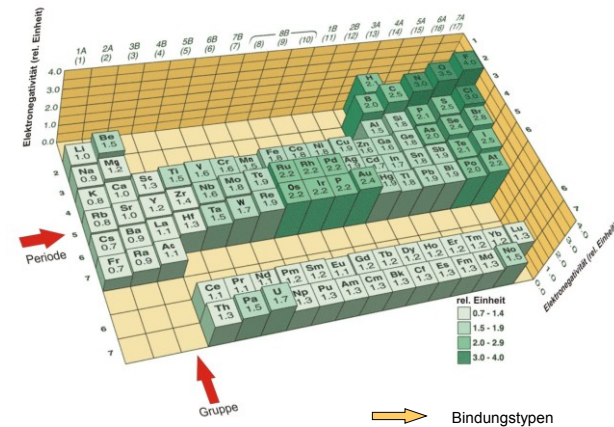 1A 2A 3B 4B 5B 6B 7B 8B 1B 2B 3A 4A 5A 6A 7A
(1) (2) (3) (4) (5) (6) (7) (8) (9) (10) (11) (12) (13) (14) (15) (16) (17)
Elektronegativität (rel. Einheit)
4.0
3.0
2.0
1.0
0.0
H 2.1
Li 1.0 Be 1.5 B 2.0 C 2.5 N 3.0 O 3.5 F 4.0
Na 0.9 Mg 1.2 Al 1.5 Si 1.8 P 2.1 S 2.5 Cl 3.0
K 0.8 Ca 1.0 Sc 1.3 Ti 1.5 V 1.6 Cr 1.6 Mn 1.5 Fe 1.8 Co Ni 1.8 Cu 1.9 Zn 1.6 Ga 1.6 Ge 1.8 As 2.0 Se 2.4 Br 2.8
Rb 0.8 Sr 1.0 Y 1.2 Zr 1.4 Nb 1.6 Mo 1.8 Tc 1.9 Ru 2.2 Rh 2.2 Pd 2.2 Ag Cd In Sn 1.8 Sb 1.9 Te 2.1 I 2.5
Cs 0.7 Ba 0.9 La 1.1 Hf 1.3 Ta 1.5 W 1.7 Re 1.9 Os 2.2 Ir 2.2 P 2.2 Au 2.4 Hg 1.9 Tl 1.8 Pb 1.8 Bi 1.9 Po 2.0 At 2.2
Fr 0.7 Ra 0.9 Ac 1.1
2
3
4
5
6
7
1
2
3
4
5
6
7
Ce 1.1 Pr 1.1 Nd Pm 1.2 Sm 1.2 Eu 1.1 Gd 1.2 Tb 1.2 Dy 1.2 Ho 1.2 Er 1.2 Tm 1.2 Yb 1.2 Lu 1.3
Th 1.3 Pa 1.5 U 1.7 Np 1.3 Pu 1.3 Am 1.3 Cm 1.3 Bk 1.3 Cf 1.3 Es 1.3 Fm 1.3 Md 1.3 No 1.5
6
7
Elektronegativität (rel. Einheit)
Periode
Gruppe
rel. Einheit
0.7 - 1.4
1.5 - 1.9
2.0 - 2.9
3.0 - 4.0
Bindungstypen